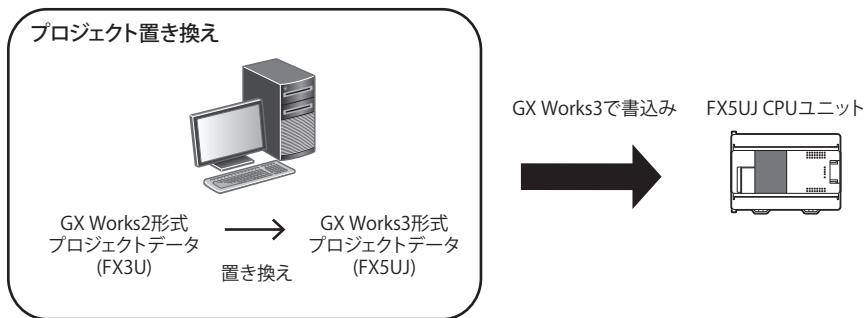 プロジェクト置き換え
GX Works2形式
プロジェクトデータ
(FX3U)
置き換え
GX Works3形式
プロジェクトデータ
(FX5UJ)
GX Works3で書込み
FX5UJ CPUユニット